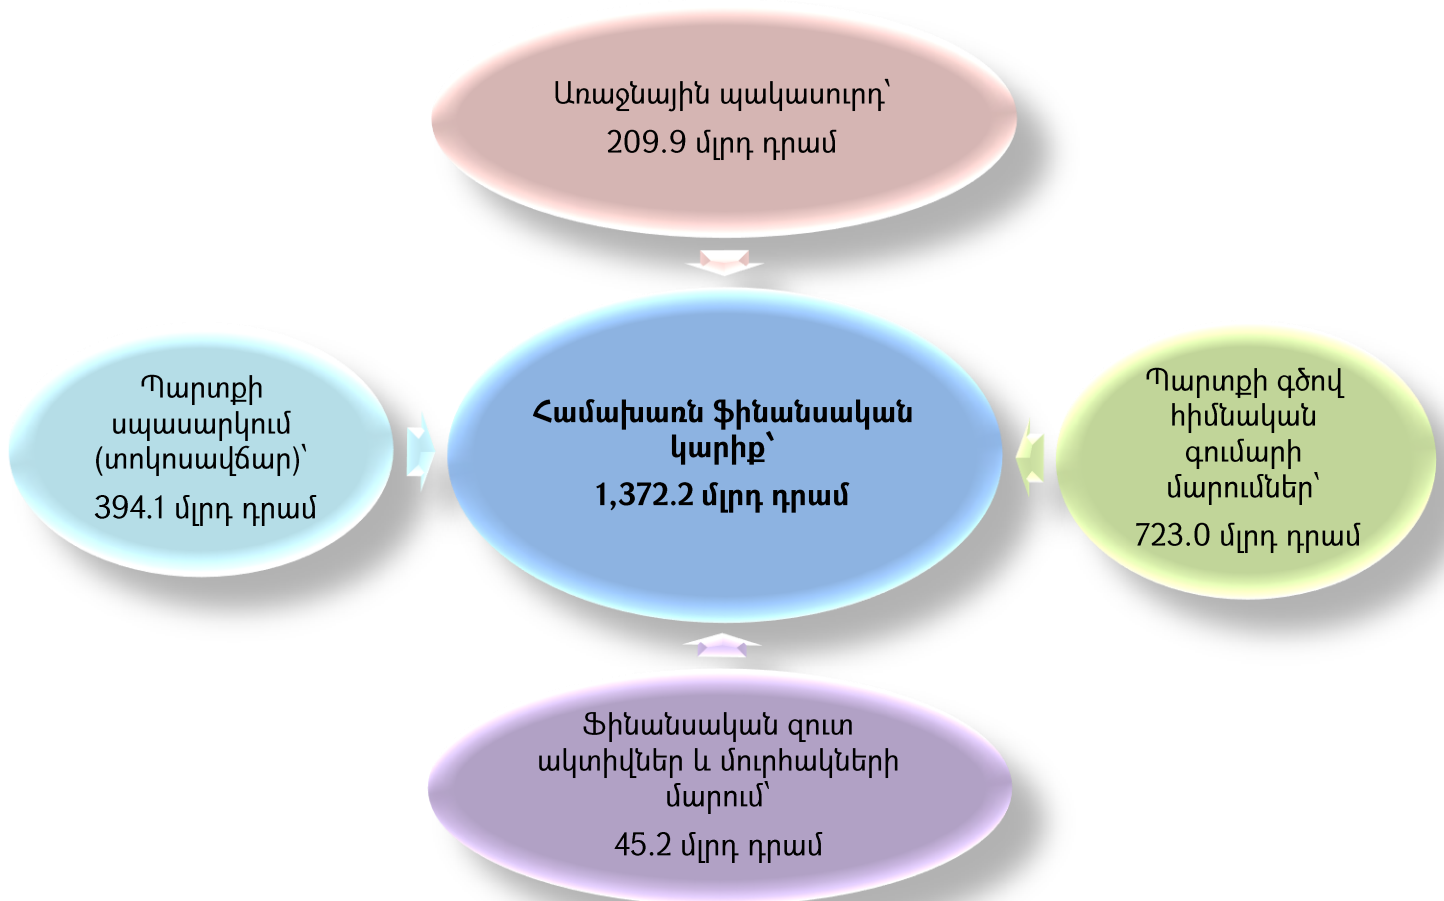 Առաջնային պակասուրդ՝
209.9 մլրդ դրամ
Պարտքի
սպասարկում
(տոկոսավճար)՝
394.1 մլրդ դրամ
Համախառն ֆինանսական
կարիք՝
1,372.2 մլրդ դրամ
Պարտքի գծով
հիմնական
գումարի
մարումներ՝
723.0 մլրդ դրամ
Ֆինանսական զուտ
ակտիվներ և մուրհակների
մարում՝
45.2 մլրդ դրամ